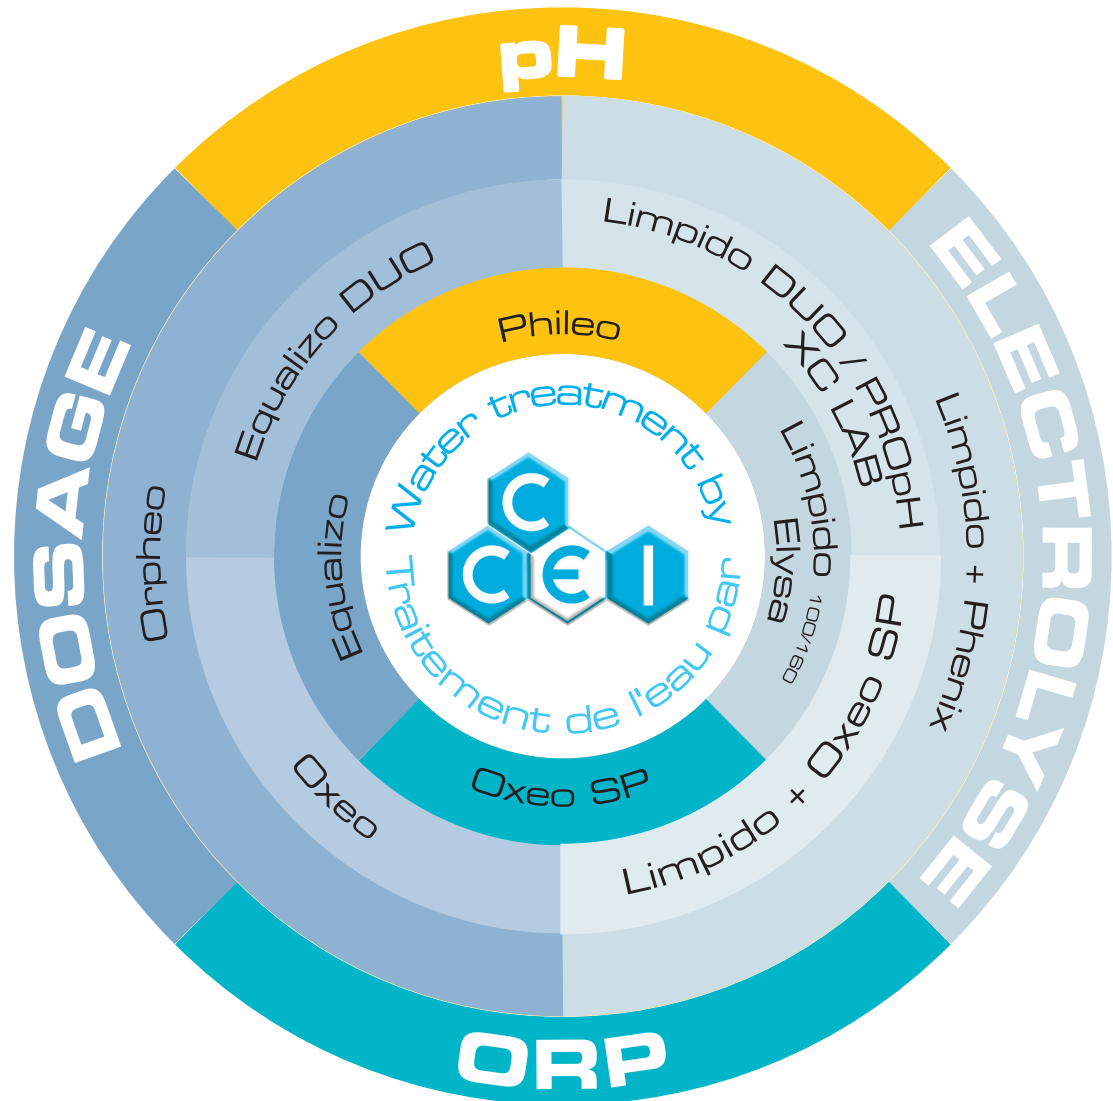 pH
ELECTROLYSE
ORP
DOSAGE
Orpheo
Limpido + Phenix
Equalizo DUO
Limpido DUO / PROpH
XC LAB
Limpido + Oxeo SP
Oxeo
Phileo
Limpido 100/160
Elysa
Oxeo SP
Equalizo
Water treatment by
C
CEI
Traitement de l'eau par